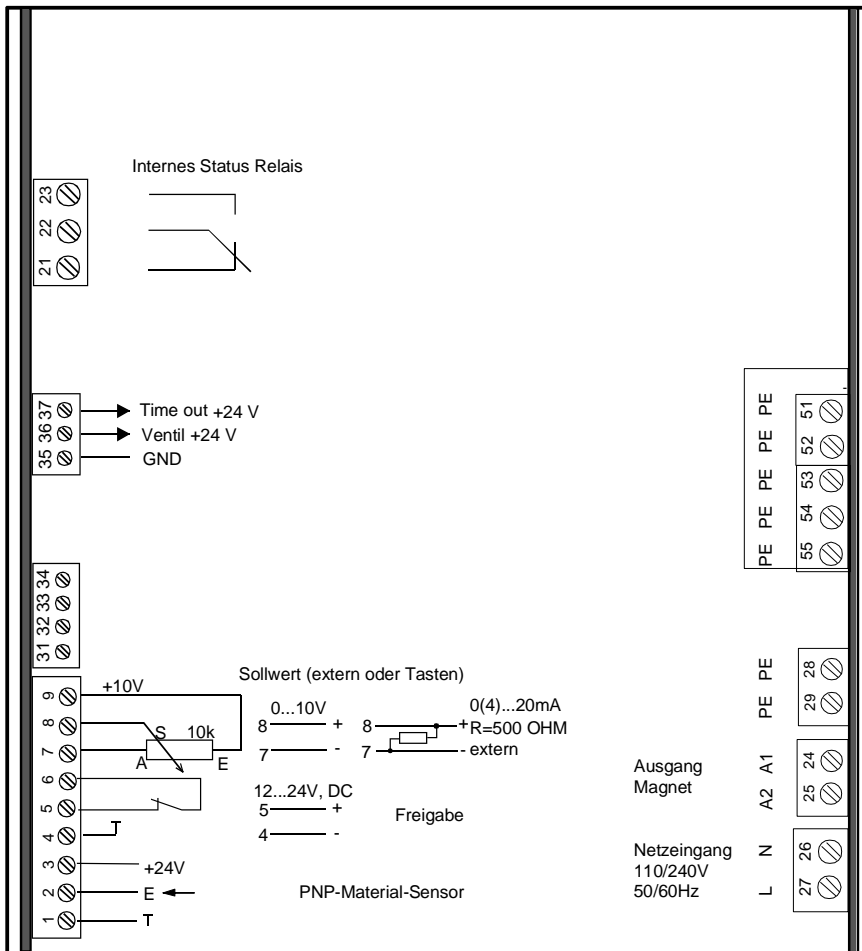 Internes Status Relais
23
22
21
37 Time out +24 V
36 Ventil +24 V
35 GND
34
33
32
31
Sollwert (extern oder Tasten)
9 +10V
8 S 10k
7 A E
6
5
4
3 +24V
2 E
1
0...10V
8 +
7 -
0(4)...20mA
8 + R=500 OHM
7 - extern
12...24V, DC
5 +
4 -
Freigabe
PNP-Material-Sensor
PE 51
PE 52
PE 53
PE 54
PE 55
PE 28
PE 29
Ausgang
Magnet
A1 24
A2 25
Netzeingang
110/240V
50/60Hz
N 26
L 27